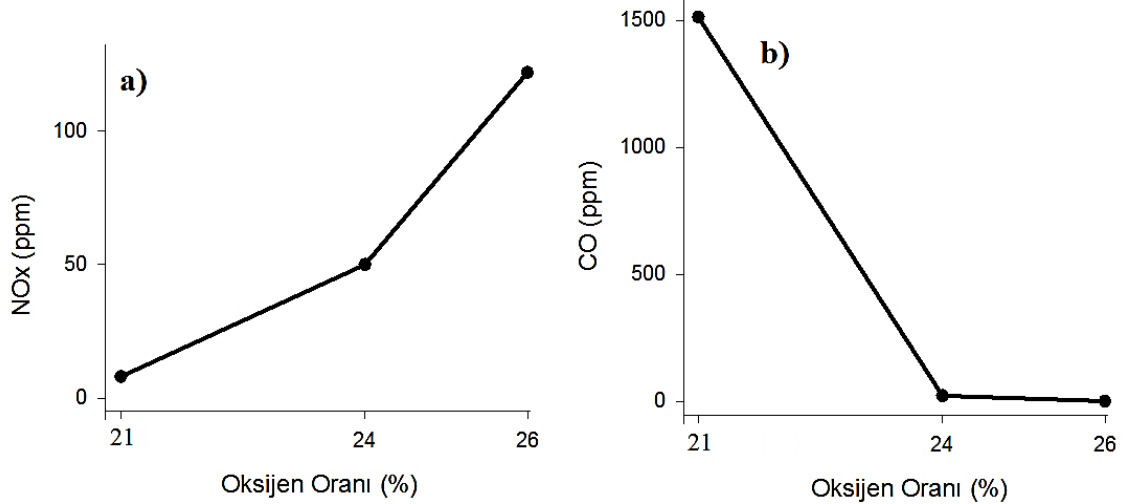 a)
NOx (ppm)
100
50
0
21
24
26
Oksijen Oranı (%)
b)
CO (ppm)
1500
1000
500
0
21
24
26
Oksijen Oranı (%)